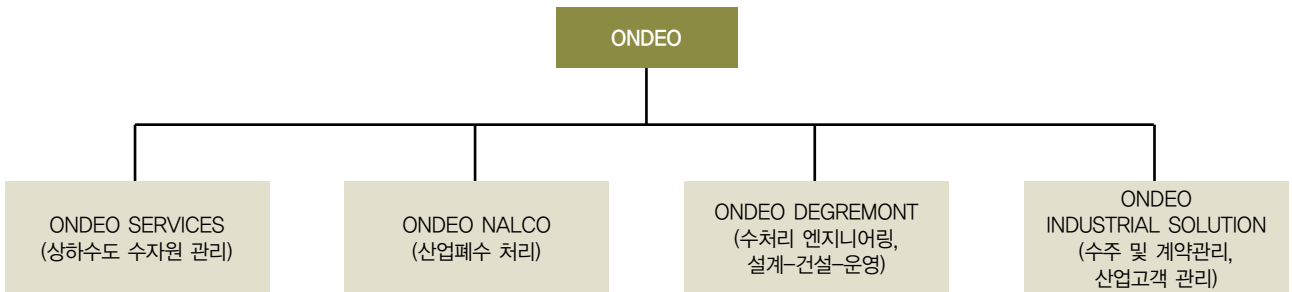 ONDEO
ONDEO SERVICES
(상하수도 수자원 관리)
ONDEO NALCO
(산업폐수 처리)
ONDEO DEGREMONT
(수처리 엔지니어링,
설계-건설-운영)
ONDEO
INDUSTRIAL SOLUTION
(수주 및 계약관리,
산업고객 관리)